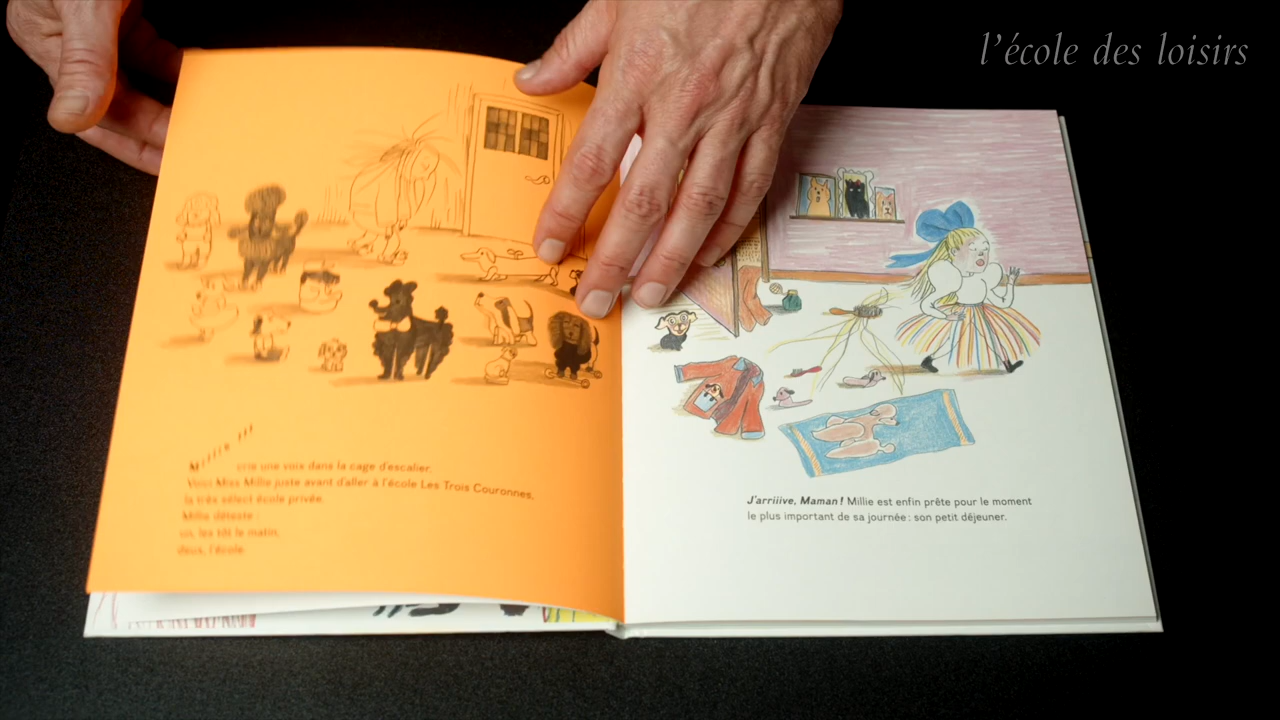 l'école des loisirs
Millie !!!
crie une voix dans la cage d'escalier.
Voici Miss Millie juste avant d'aller à l'école Les Trois Couronnes,
la très sélect école privée.
Millie déteste :
un, les tôt le matin,
deux, l'école.
J'arriiive, Maman ! Millie est enfin prête pour le moment
le plus important de sa journée : son petit déjeuner.